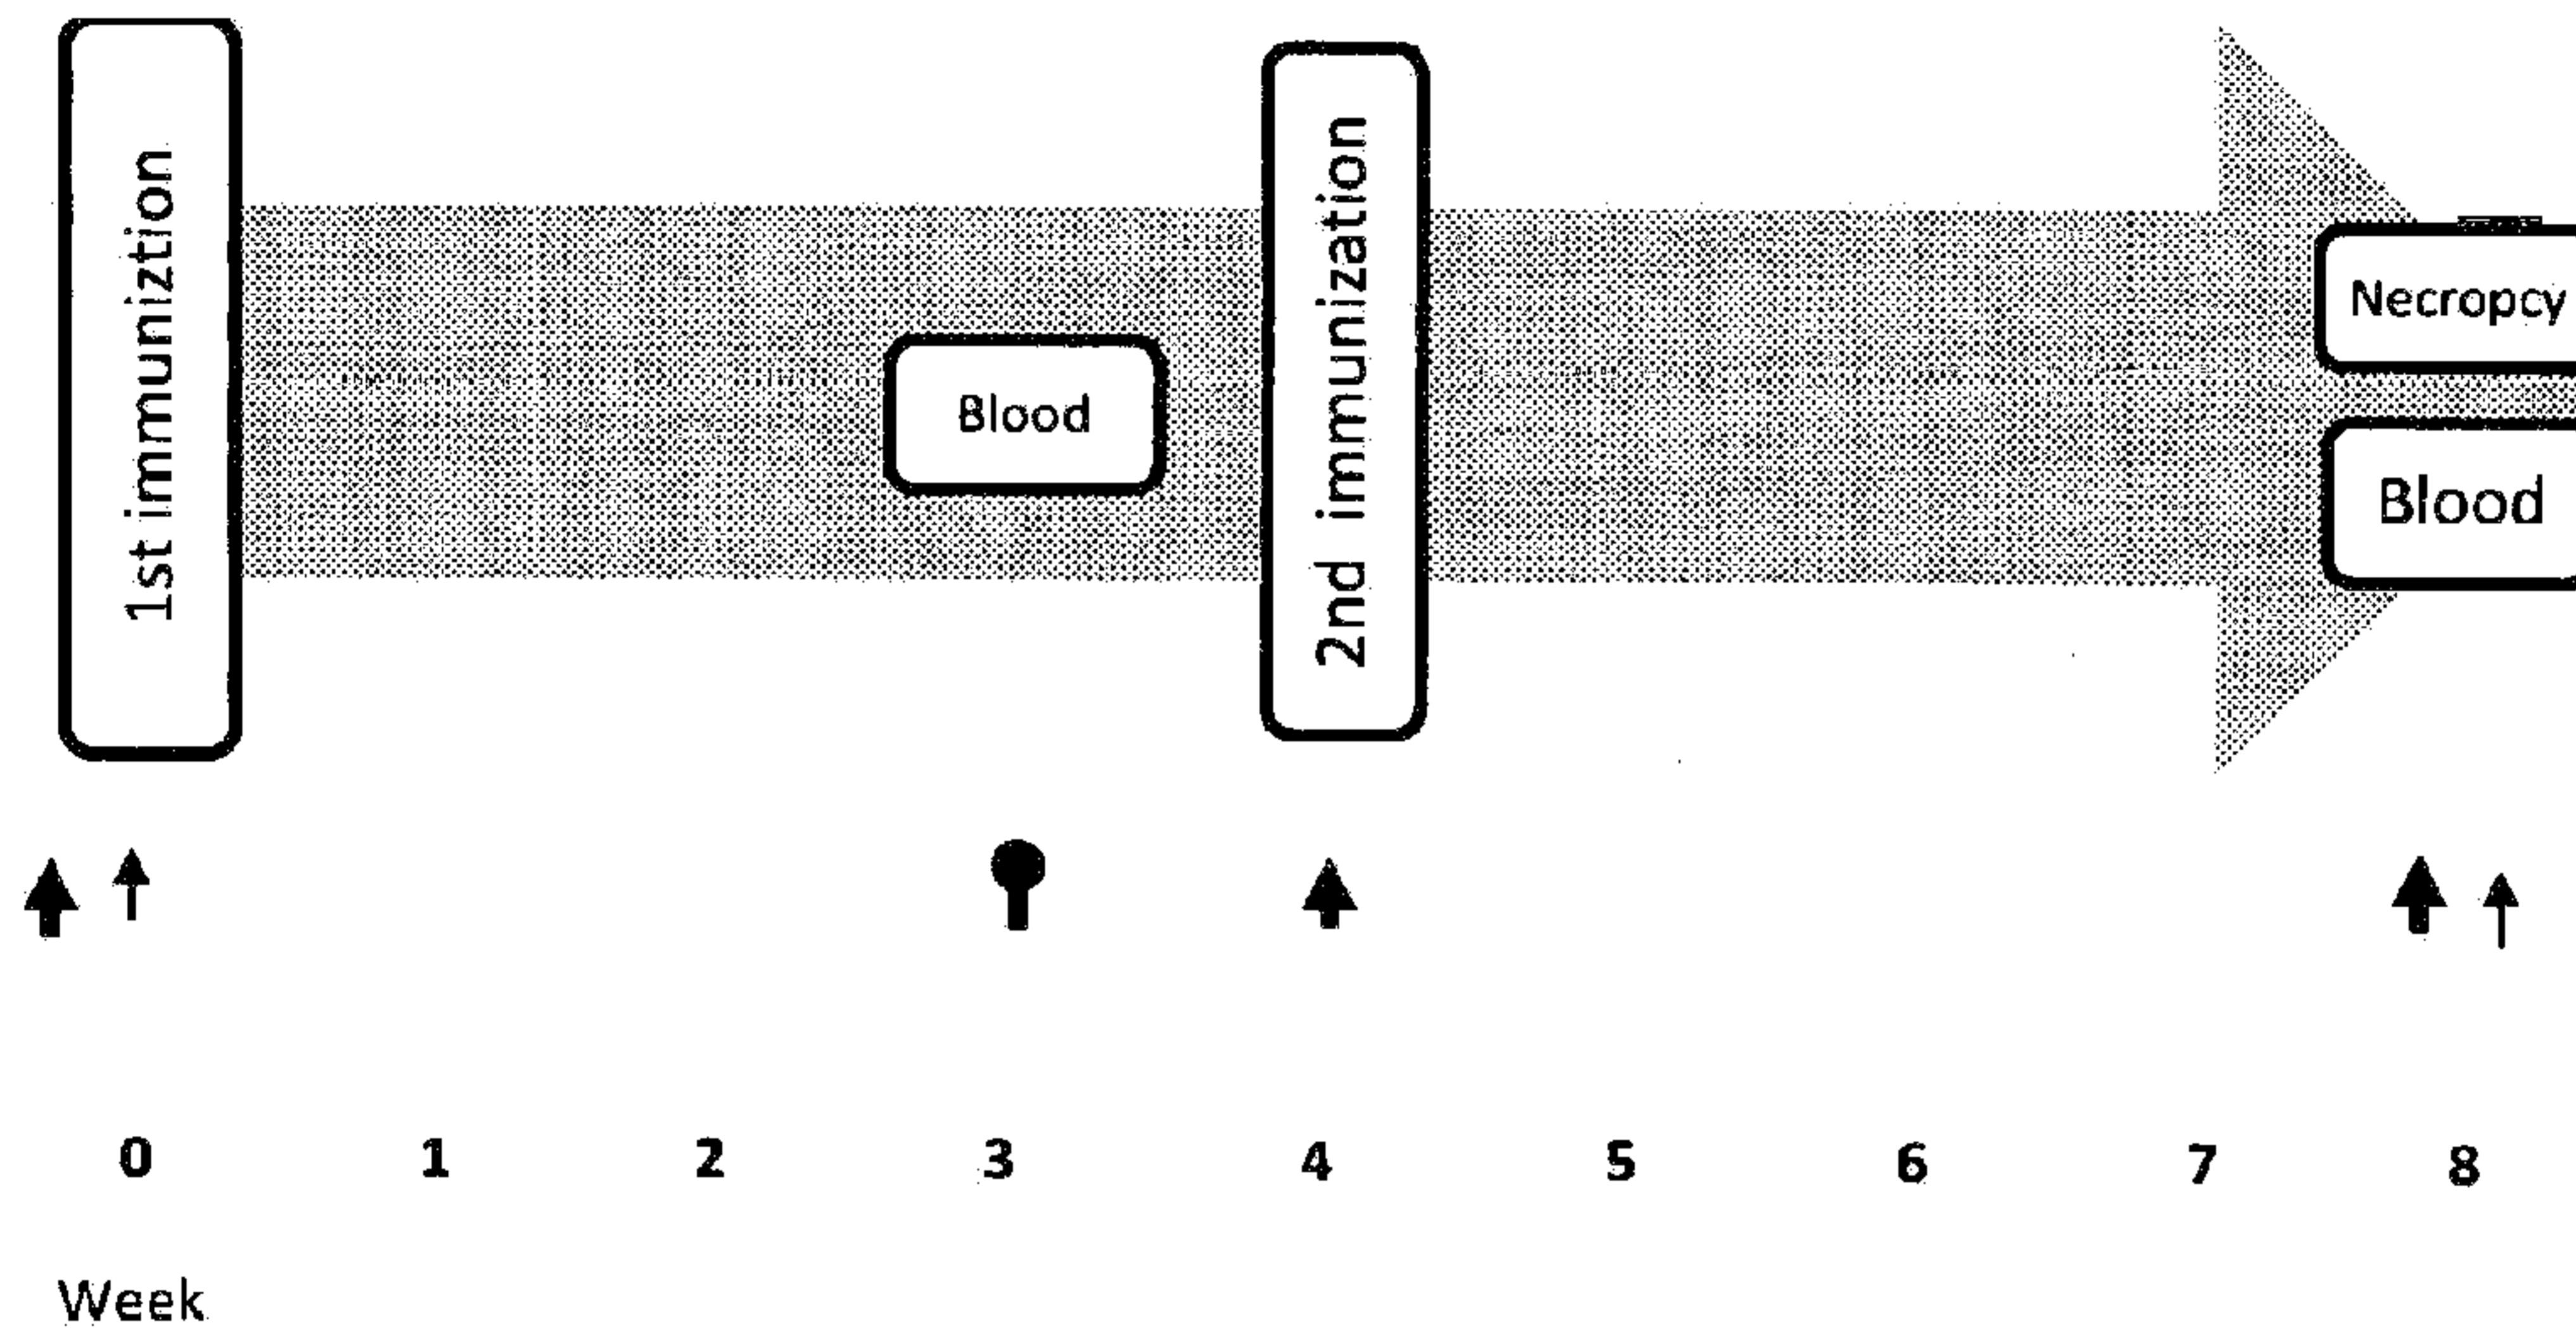 1st immuniztion
Blood
2nd immunization
Necropcy
Blood
0 1 2 3 4 5 6 7 8
Week